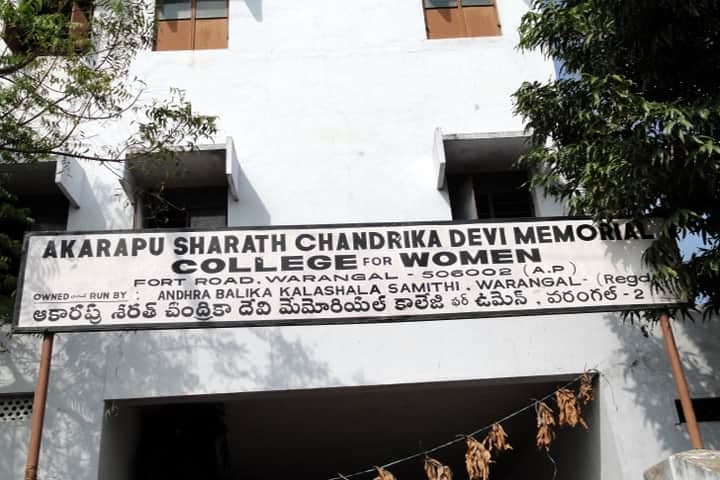 AKARAPU SHARATH CHANDRIKA DEVI MEMORIAL
COLLEGE FOR WOMEN
FORT ROAD, WARANGAL - 506002 (A.P)
OWNED and RUN BY : ANDHRA BALIKA KALASHALA SAMITHI. WARANGAL- (Regd
ఆకారపు శరత్ చంద్రికా దేవి మెమోరియల్ కాలేజి ఫర్ ఉమెన్. వరంగల్ - 2